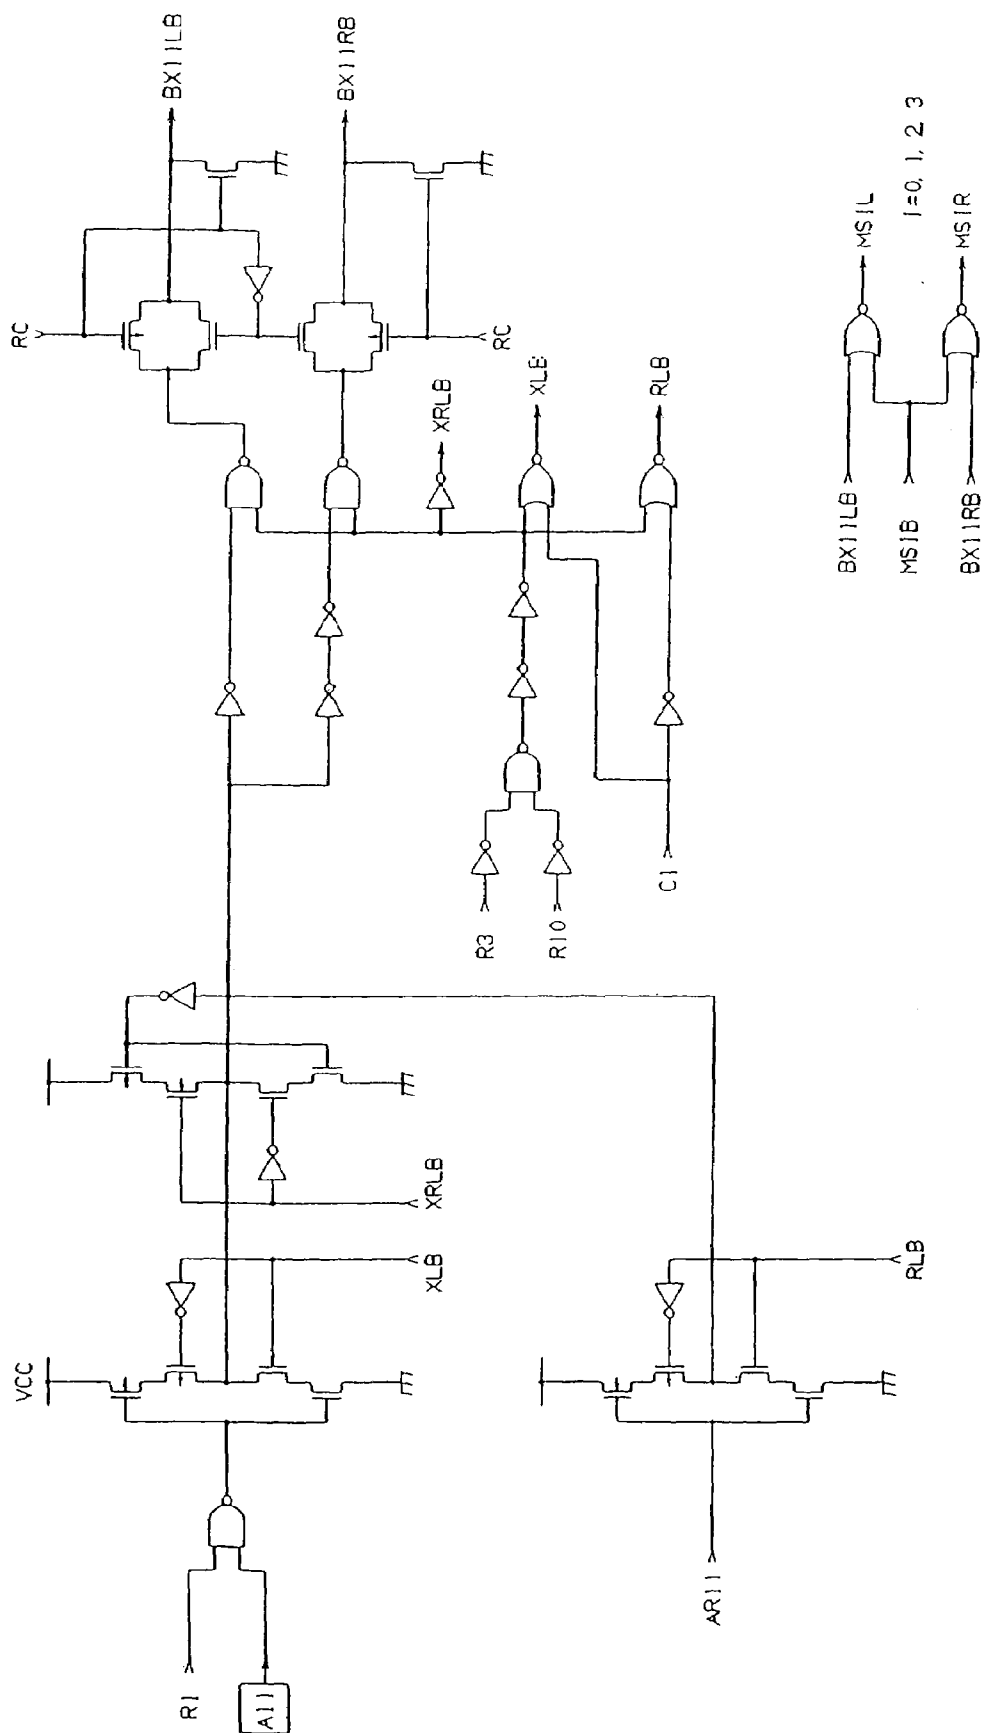 VCC
RC
BX11LB
R1
A11
BX11RB
XLB
XRLB
RC
R3
R10
XRLB
XLB
C1
RLB
AR11
BX11LB
MSIL
RLB
MSIB
I=0, 1, 2, 3
BX11RB
MSIR